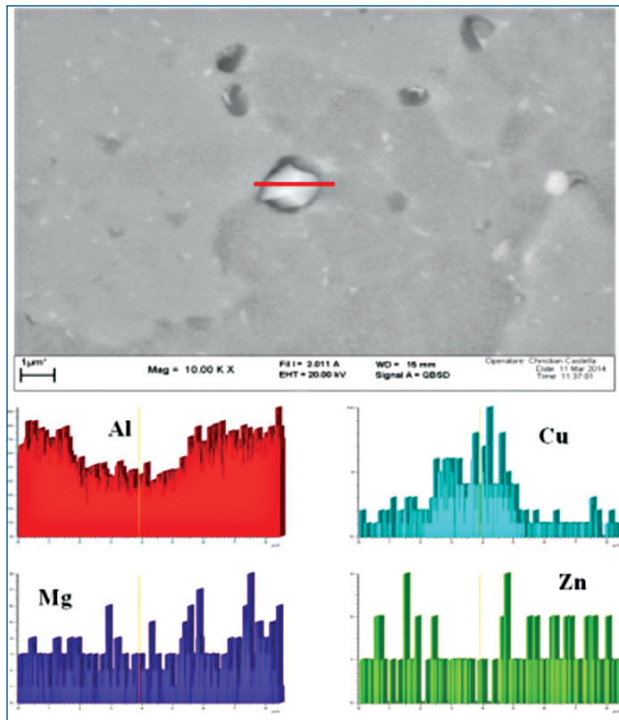 1µm*
Mag = 10.00 K X
Fil I = 2.011 A
WD = 16 mm
EHT = 20.00 kV
Signal A = QBSD
Operatore: Christian Castella
Date: 11 Mar 2014
Time: 11:37:01
Al
Cu
Mg
Zn